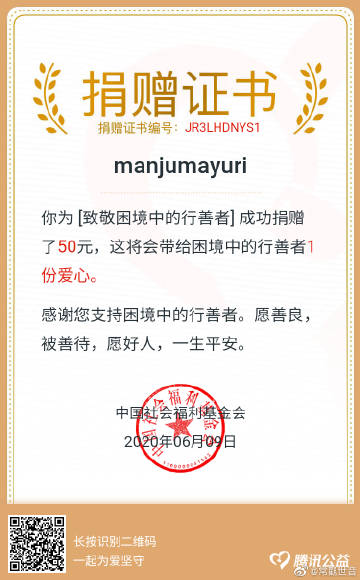 捐赠证书
捐赠证书编号：JR3LHDNYS1
manjumayuri
你为 [致敬困境中的行善者] 成功捐赠
了50元，这将会带给困境中的行善者1
份爱心。
感谢您支持困境中的行善者。愿善良，
被善待，愿好人，一生平安。
中国社会福利基金会
中国社会福利基金会
2020年06月09日
长按识别二维码
一起为爱坚守
腾讯公益